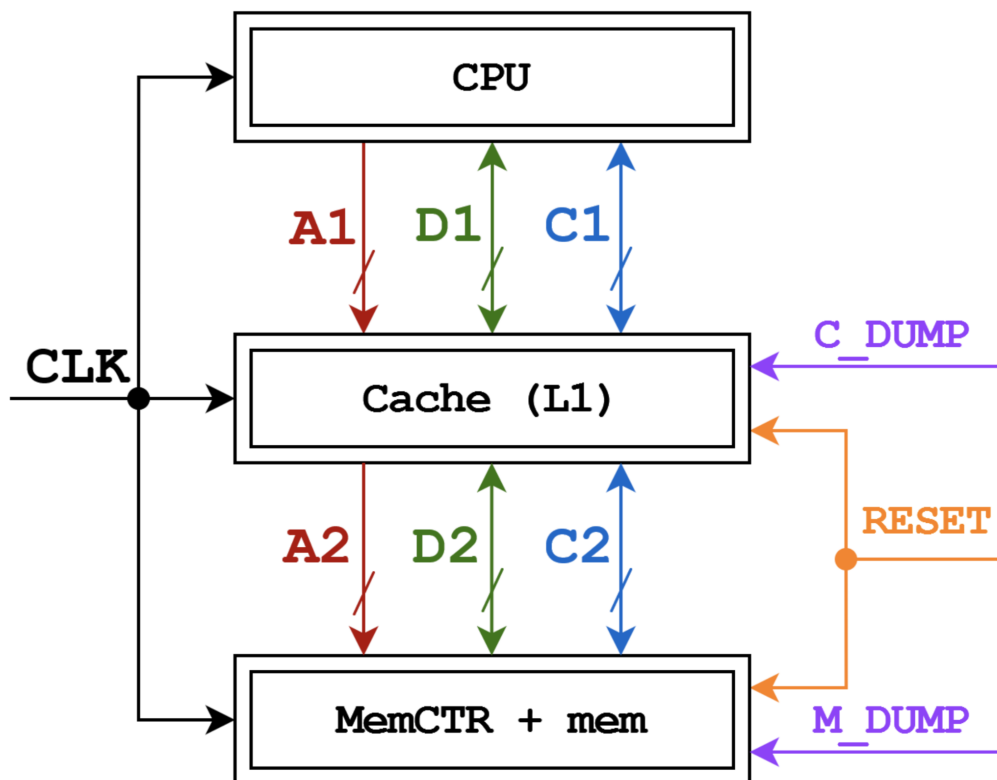 CPU
A1 D1 C1
C_DUMP
CLK
Cache (L1)
RESET
A2 D2 C2
MemCTR + mem
M_DUMP